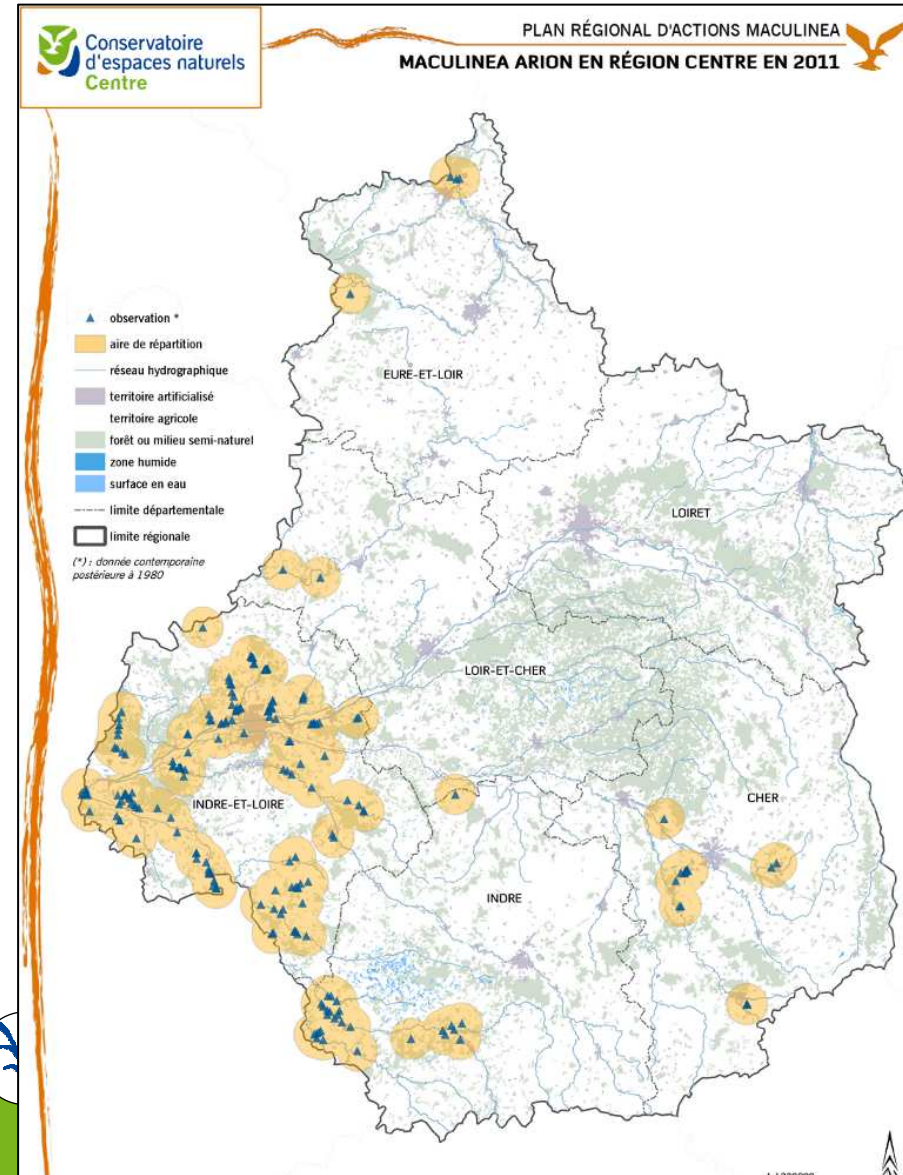 Conservatoire
d'espaces naturels
Centre
PLAN RÉGIONAL D'ACTIONS MACULINEA
MACULINEA ARION EN RÉGION CENTRE EN 2011
observation *
aire de répartition
réseau hydrographique
territoire artificialisé
territoire agricole
forêt ou milieu semi-naturel
zone humide
surface en eau
limite départementale
limite régionale
(*) : donnée contemporaine
postérieure à 1980
EURE-ET-LOIR
LOIRET
LOIR-ET-CHER
INDRE-ET-LOIRE
CHER
INDRE